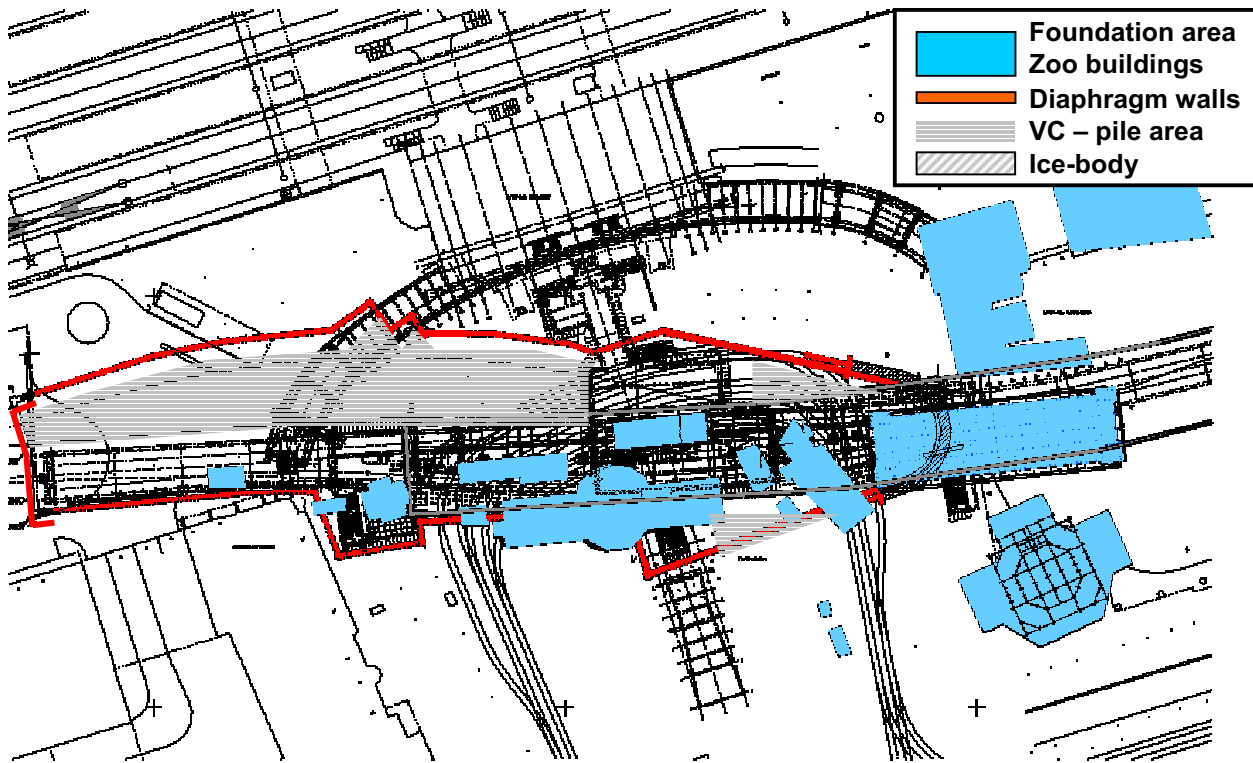 Foundation area
Zoo buildings
Diaphragm walls
VC – pile area
Ice-body